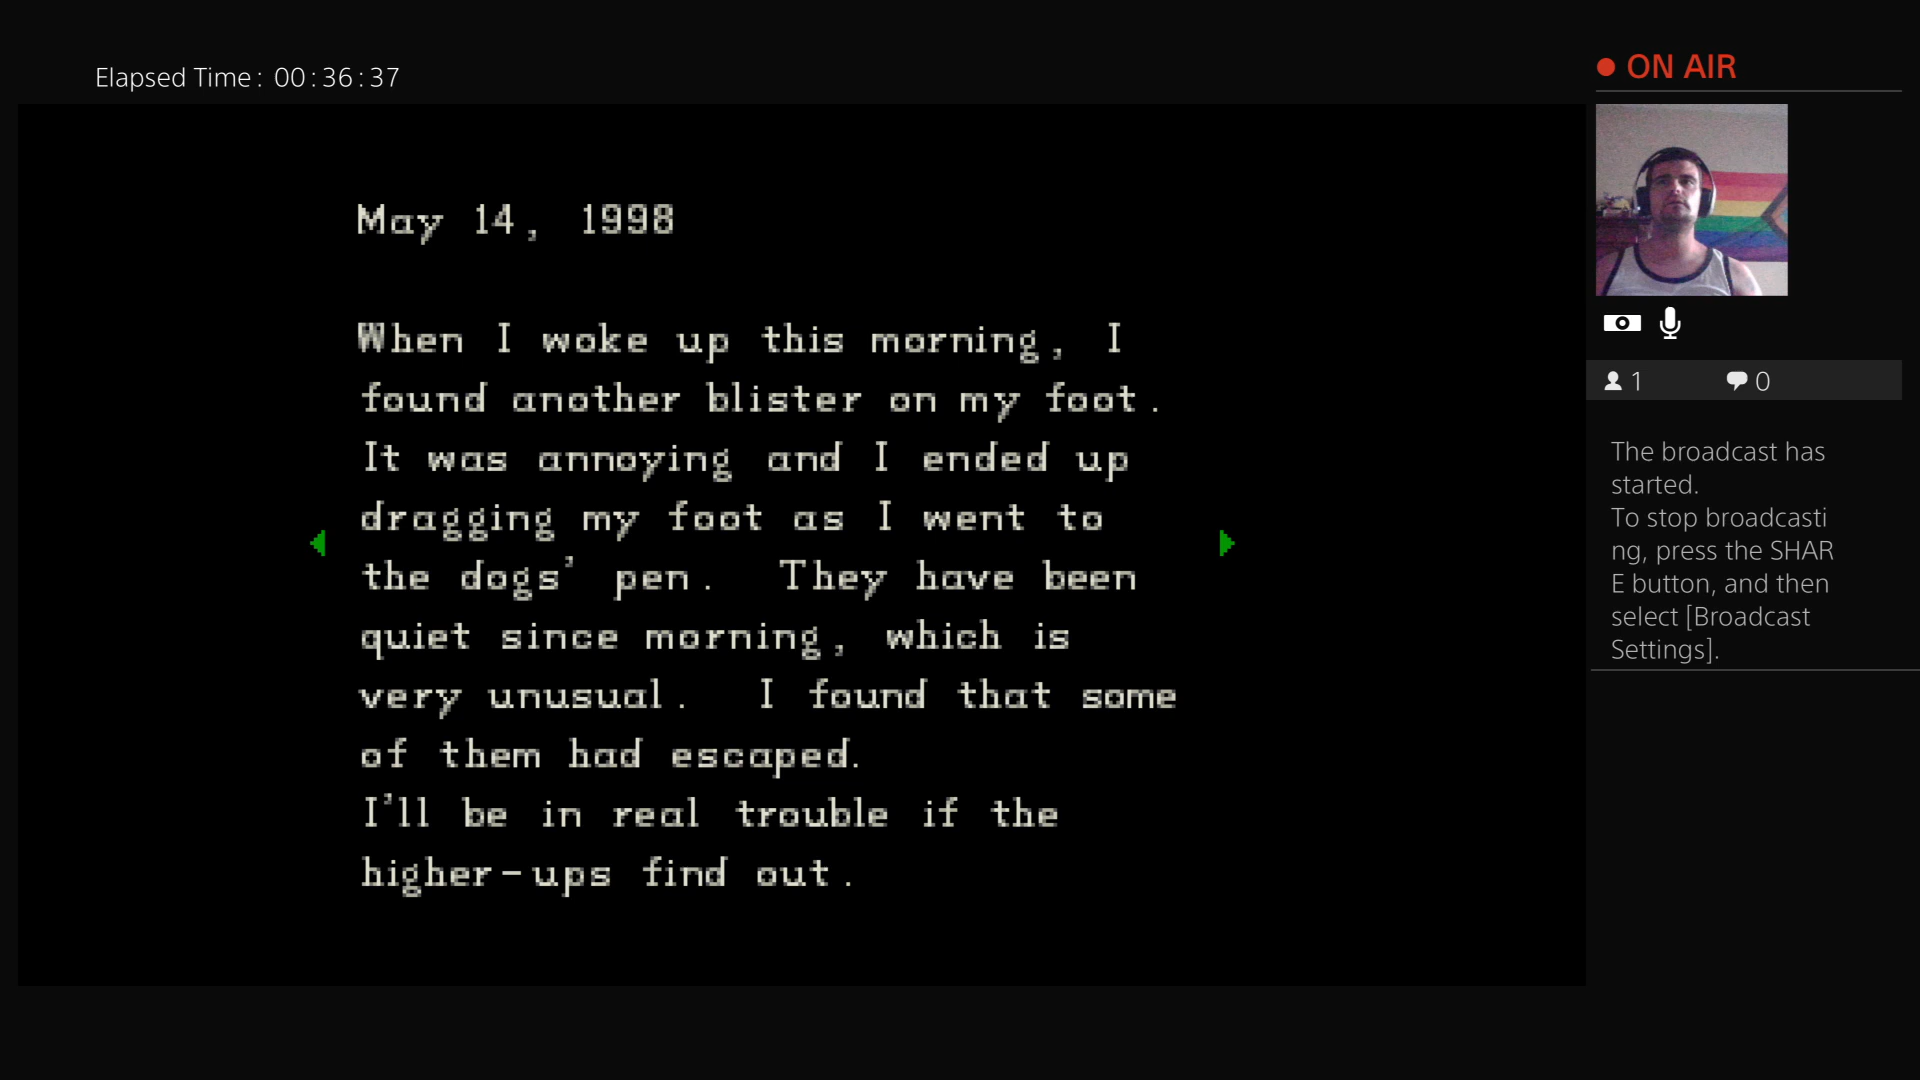 Elapsed Time: 00:36:37
ON AIR
May 14, 1998
When I woke up this morning, I
found another blister on my foot.
It was annoying and I ended up
dragging my foot as I went to
the dogs' pen. They have been
quiet since morning, which is
very unusual. I found that some
of them had escaped.
I'll be in real trouble if the
higher-ups find out.
1
0
The broadcast has
started.
To stop broadcasti
ng, press the SHAR
E button, and then
select [Broadcast
Settings].